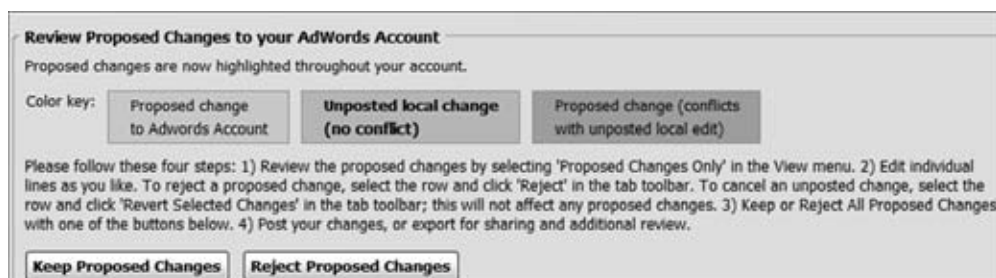 Review Proposed Changes to your AdWords Account
Proposed changes are now highlighted throughout your account.
Color key:
Proposed change
to Adwords Account
Unposted local change
(no conflict)
Proposed change (conflicts
with unposted local edit)
Please follow these four steps: 1) Review the proposed changes by selecting 'Proposed Changes Only' in the View menu. 2) Edit individual
lines as you like. To reject a proposed change, select the row and click 'Reject' in the tab toolbar. To cancel an unposted change, select the
row and click 'Revert Selected Changes' in the tab toolbar; this will not affect any proposed changes. 3) Keep or Reject All Proposed Changes
with one of the buttons below. 4) Post your changes, or export for sharing and additional review.
Keep Proposed Changes Reject Proposed Changes